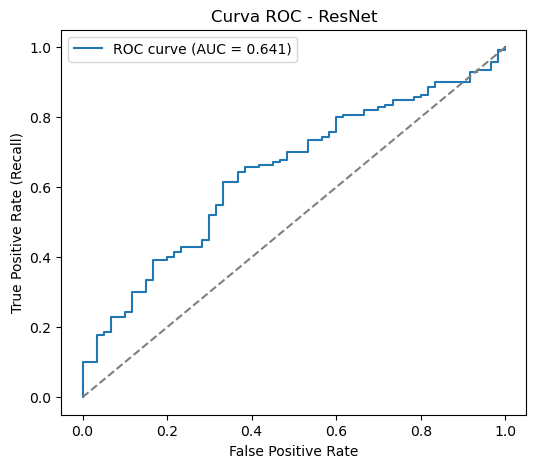 Curva ROC - ResNet
ROC curve (AUC = 0.641)
True Positive Rate (Recall)
1.0
0.8
0.6
0.4
0.2
0.0
0.0 0.2 0.4 0.6 0.8 1.0
False Positive Rate